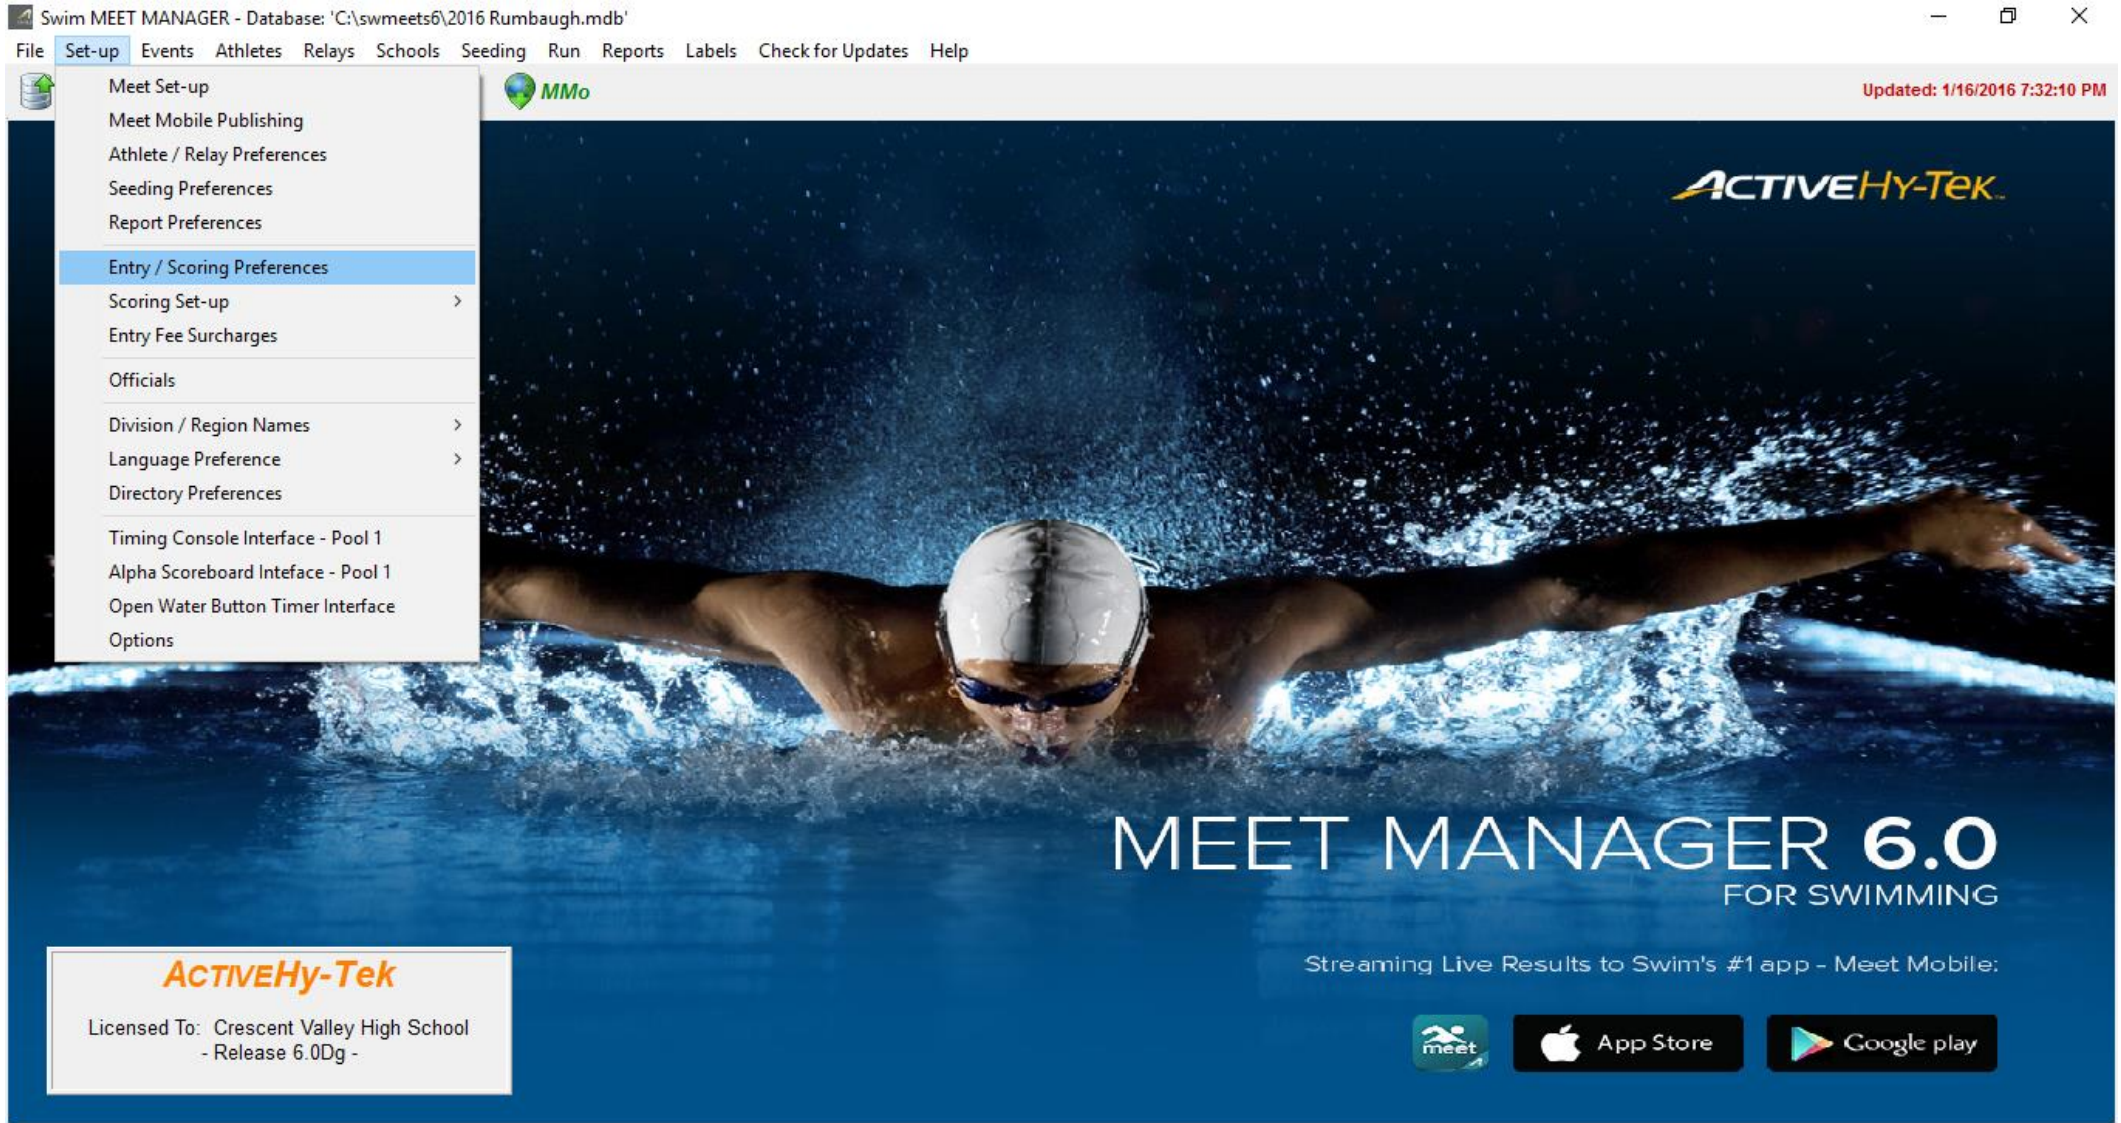 Swim MEET MANAGER - Database: 'C:\swmeets6\2016 Rumbaugh.mdb'
File Set-up Events Athletes Relays Schools Seeding Run Reports Labels Check for Updates Help
MMo
Updated: 1/16/2016 7:32:10 PM
Meet Set-up
Meet Mobile Publishing
Athlete / Relay Preferences
Seeding Preferences
Report Preferences
Entry / Scoring Preferences
Scoring Set-up
Entry Fee Surcharges
Officials
Division / Region Names
Language Preference
Directory Preferences
Timing Console Interface - Pool 1
Alpha Scoreboard Inteface - Pool 1
Open Water Button Timer Interface
Options
ACTIVEHY-TEK
MEET MANAGER 6.0
FOR SWIMMING
Streaming Live Results to Swim's #1 app - Meet Mobile:
meet
App Store
Google play
ACTIVEHy-Tek
Licensed To: Crescent Valley High School
- Release 6.0Dg -